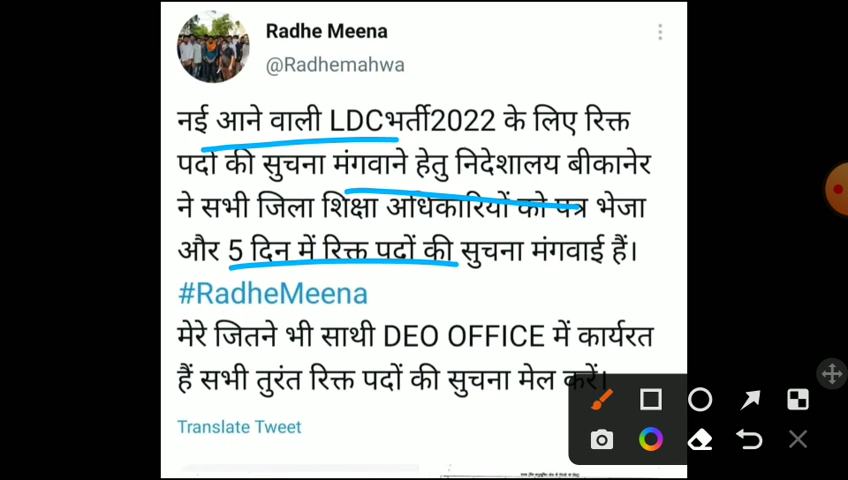 Radhe Meena
@Radhemahwa
नई आने वाली LDCभर्ती2022 के लिए रिक्त
पदों की सुचना मंगवाने हेतु निदेशालय बीकानेर
ने सभी जिला शिक्षा अधिकारियों को पत्र भेजा
और 5 दिन में रिक्त पदों की सुचना मंगवाई हैं।
#RadheMeena
मेरे जितने भी साथी DEO OFFICE में कार्यरत
हैं सभी तुरंत रिक्त पदों की सुचना मेल करें।
Translate Tweet